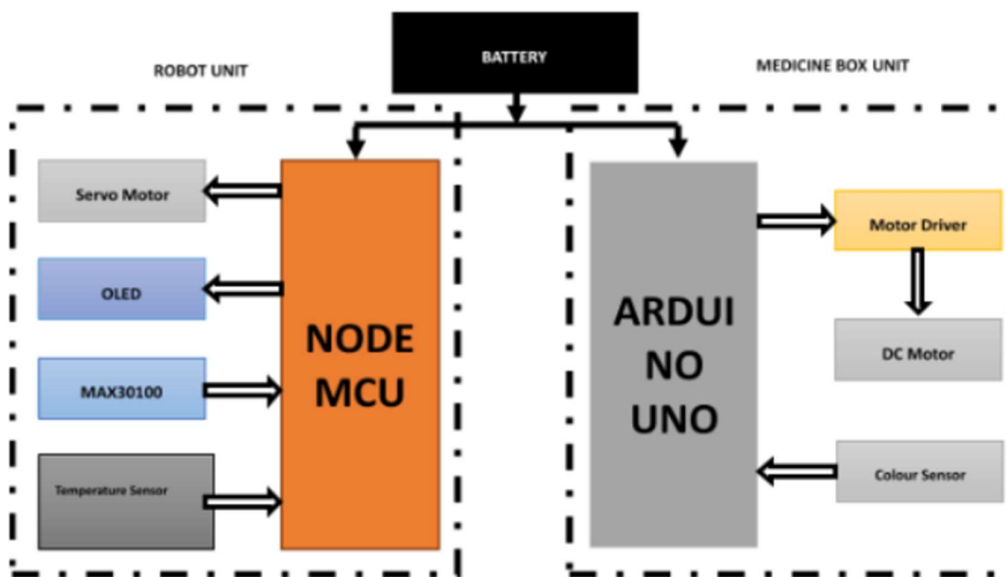 BATTERY
ROBOT UNIT
MEDICINE BOX UNIT
Servo Motor
OLED
MAX30100
Temperature Sensor
NODE
MCU
ARDUI
NO
UNO
Motor Driver
DC Motor
Colour Sensor